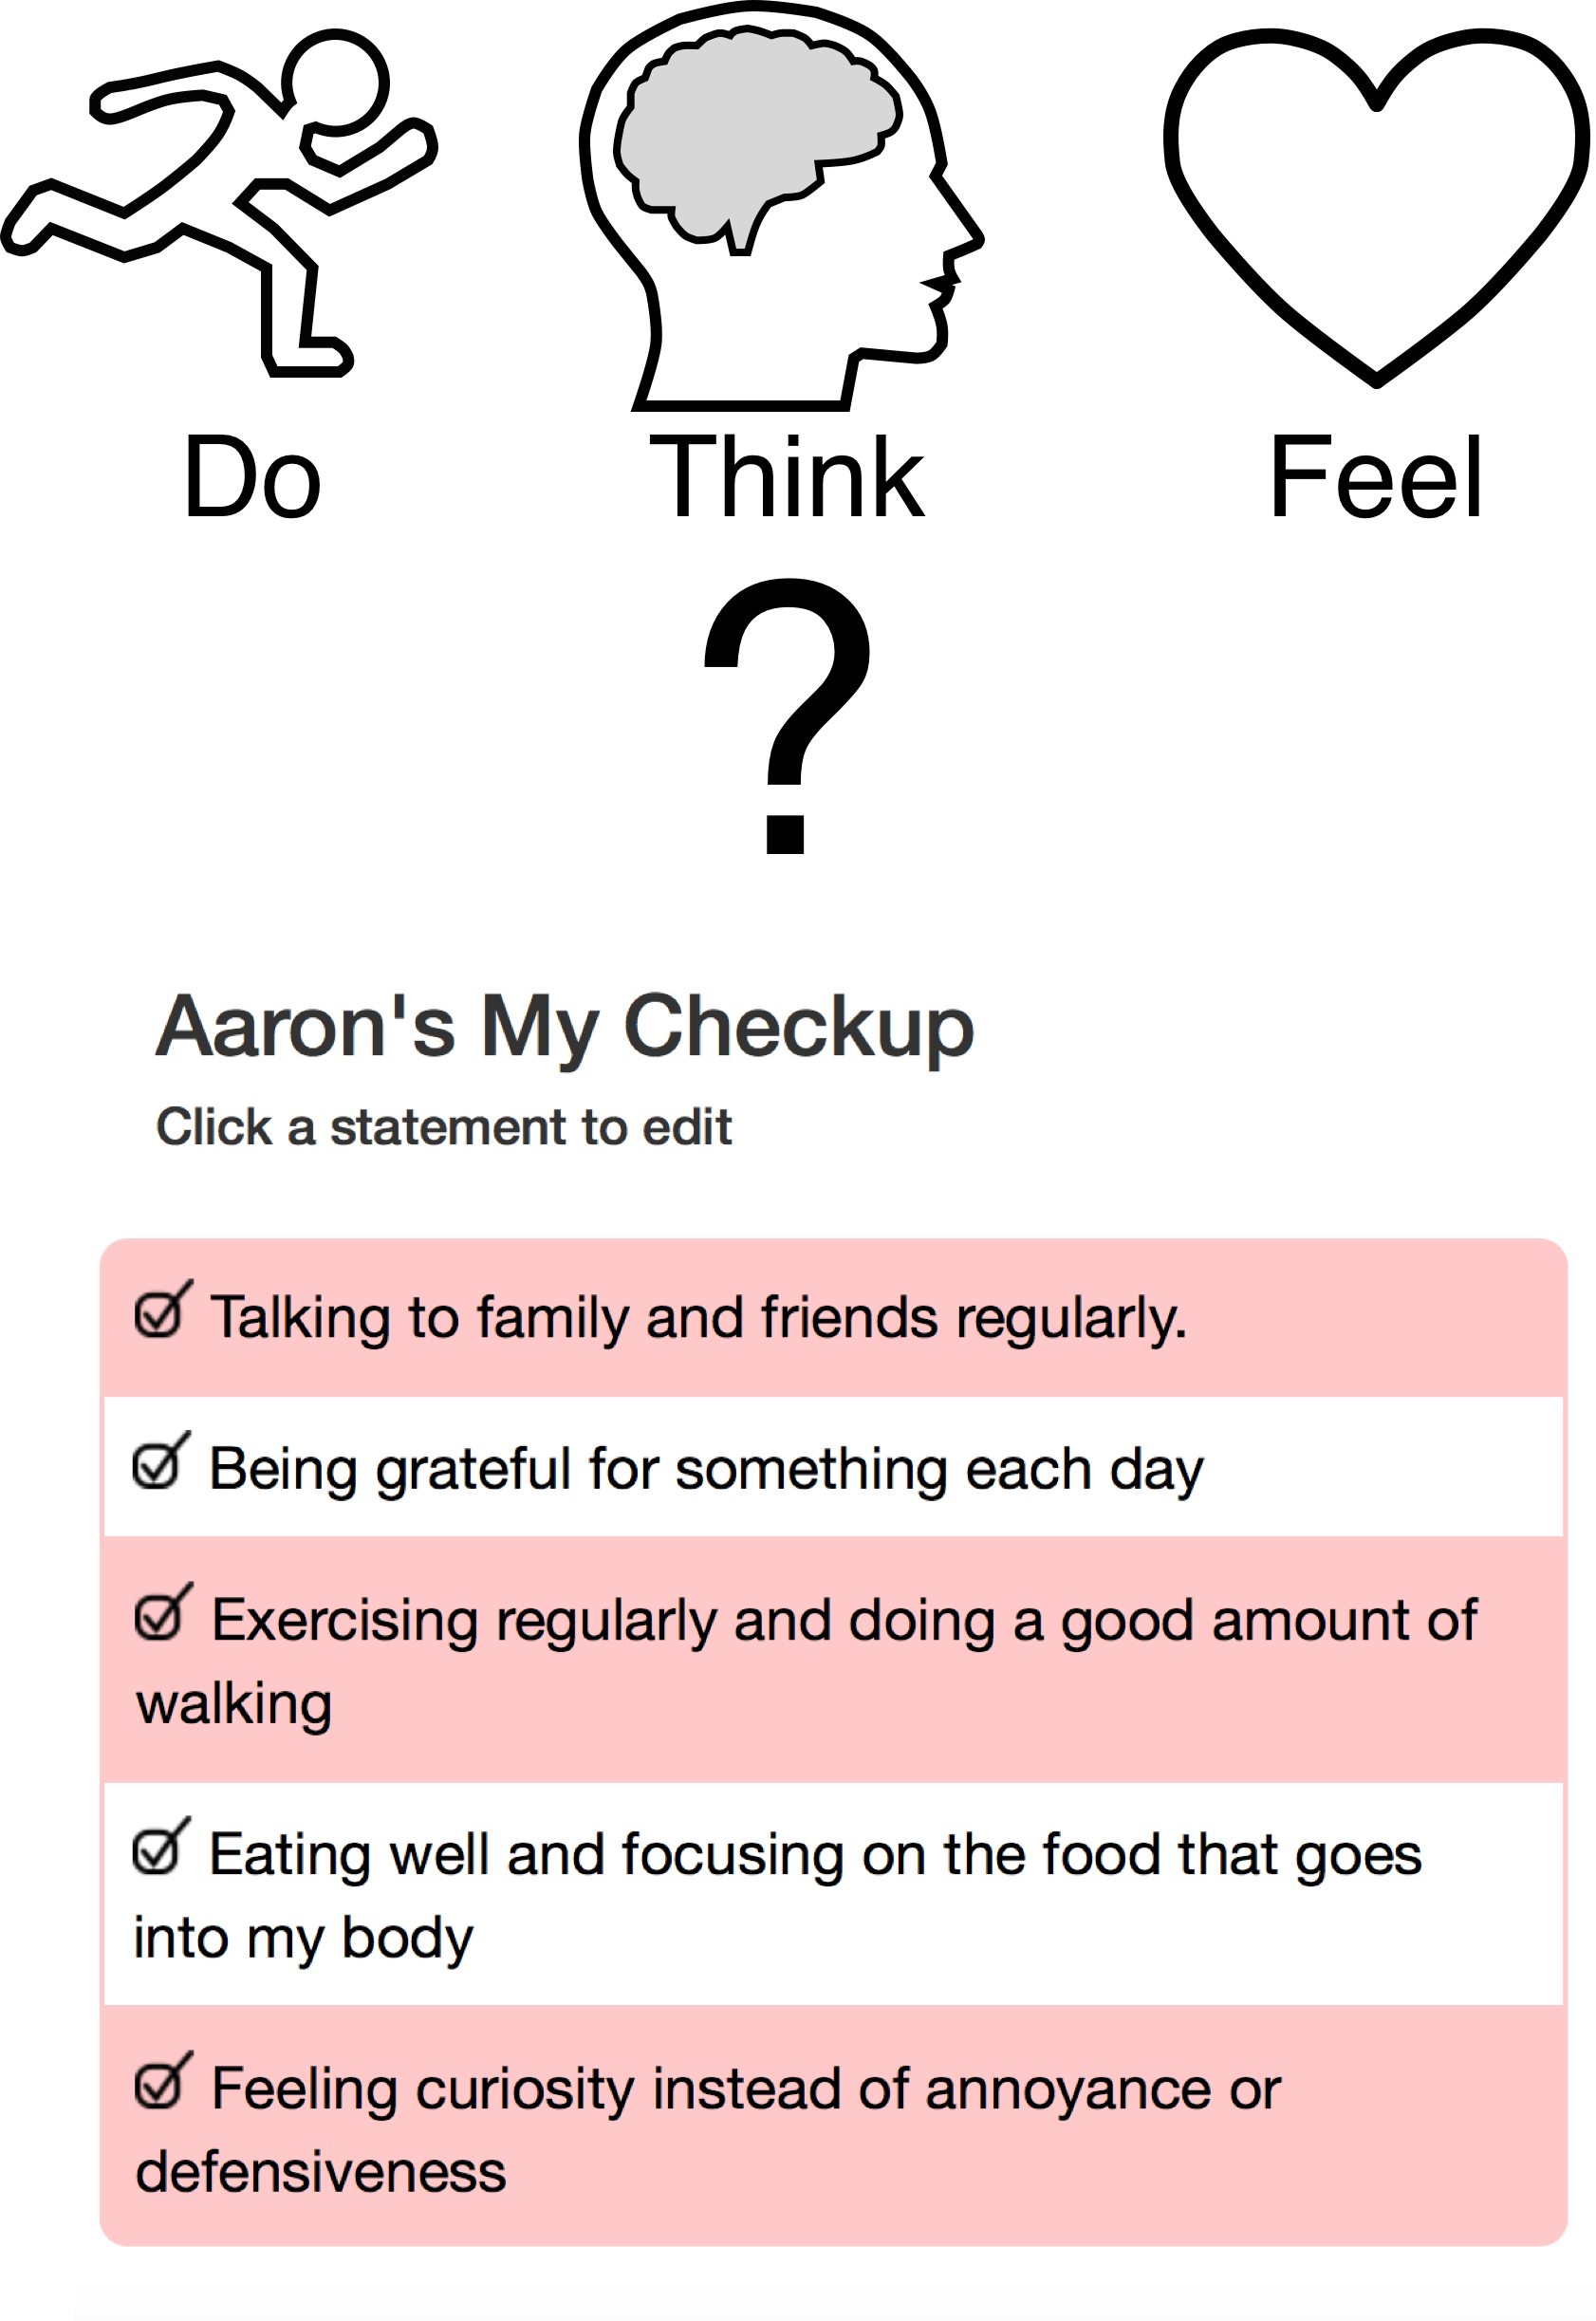 Do Think Feel
?
Aaron's My Checkup
Click a statement to edit
Talking to family and friends regularly.
Being grateful for something each day
Exercising regularly and doing a good amount of
walking
Eating well and focusing on the food that goes
into my body
Feeling curiosity instead of annoyance or
defensiveness